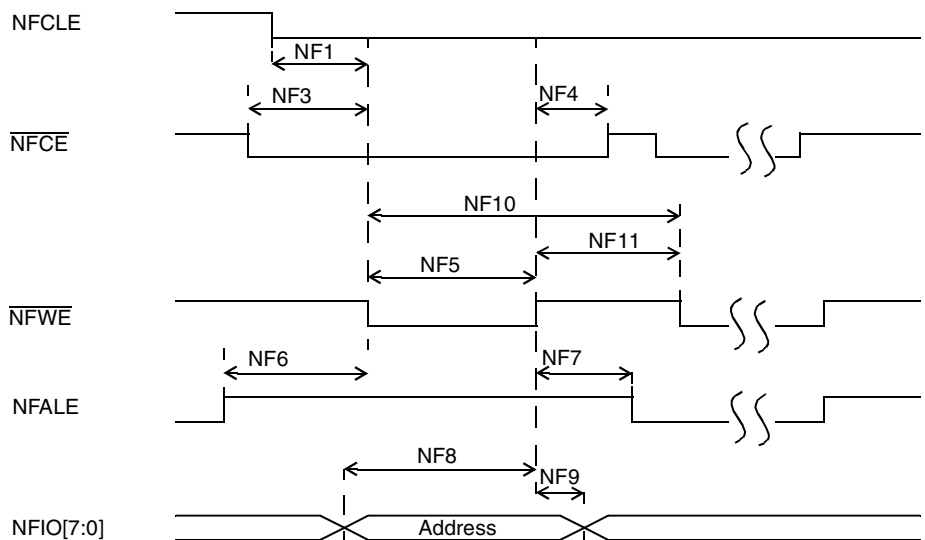 NFCLE
NF1
NF3
NF4
NFCE
NF10
NF11
NF5
NFWE
NF6
NF7
NFALE
NF8
NF9
NFIO[7:0]
Address